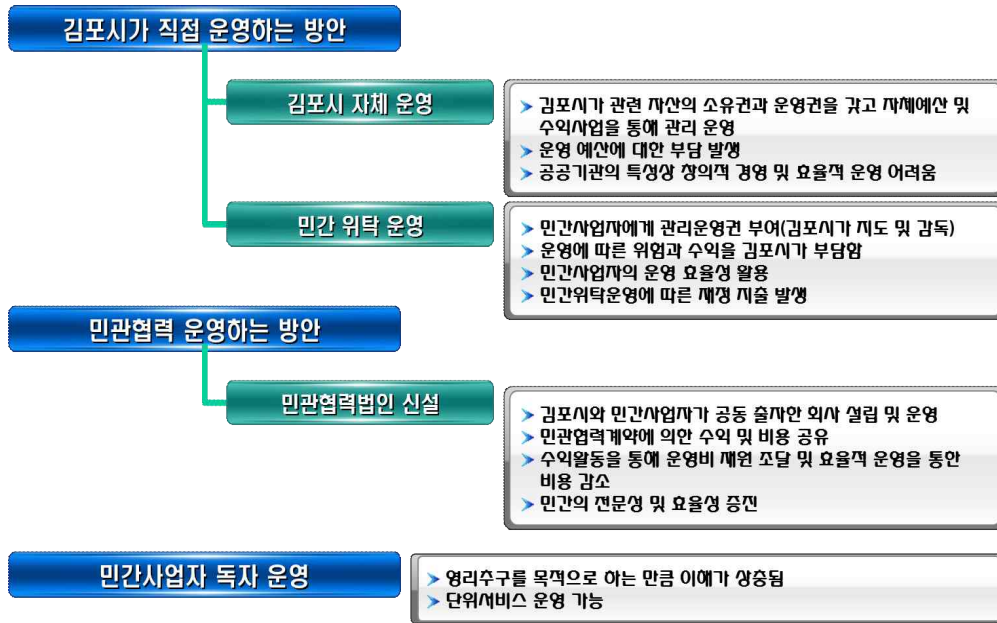 김포시가 직접 운영하는 방안
김포시 자체 운영
➤ 김포시가 관련 자산의 소유권과 운영권을 갖고 자체예산 및
수익사업을 통해 관리 운영
➤ 운영 예산에 대한 부담 발생
➤ 공공기관의 특성상 창의적 경영 및 효율적 운영 어려움
민간 위탁 운영
➤ 민간사업자에게 관리운영권 부여(김포시가 지도 및 감독)
➤ 운영에 따른 위험과 수익을 김포시가 부담함
➤ 민간사업자의 운영 효율성 활용
➤ 민간위탁운영에 따른 재정 지출 발생
민관협력 운영하는 방안
민관협력법인 신설
➤ 김포시와 민간사업자가 공동 출자한 회사 설립 및 운영
➤ 민관협력계약에 의한 수익 및 비용 공유
➤ 수익활동을 통해 운영비 재원 조달 및 효율적 운영을 통한
비용 감소
➤ 민간의 전문성 및 효율성 증진
민간사업자 독자 운영
➤ 영리추구를 목적으로 하는 만큼 이해가 상충됨
➤ 단위서비스 운영 가능